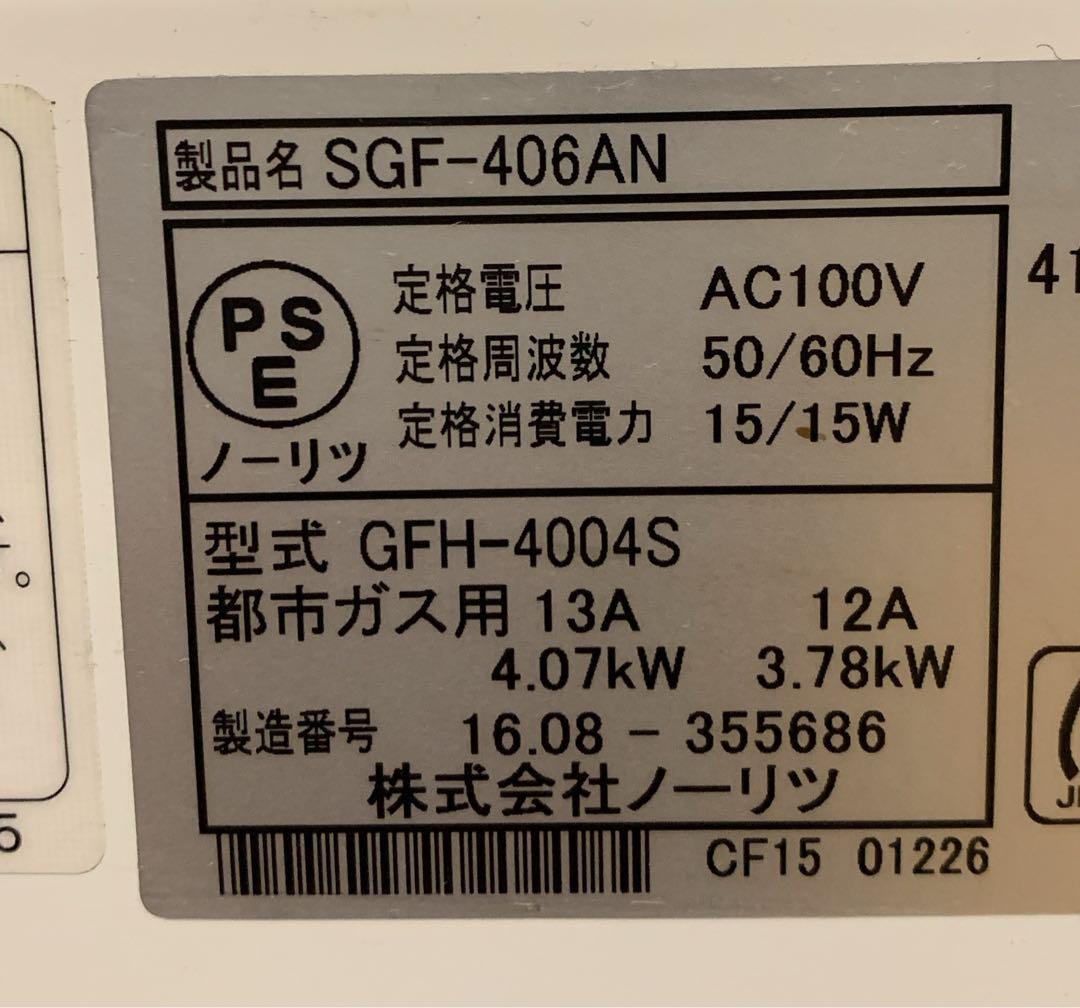 製品名 SGF-406AN
PS
E
ノーリツ
定格電圧 AC100V
定格周波数 50/60Hz
定格消費電力 15/15W
型式 GFH-4004S
都市ガス用 13A 12A
4.07kW 3.78kW
製造番号 16.08 - 355686
株式会社ノーリツ
CF15 01226
41